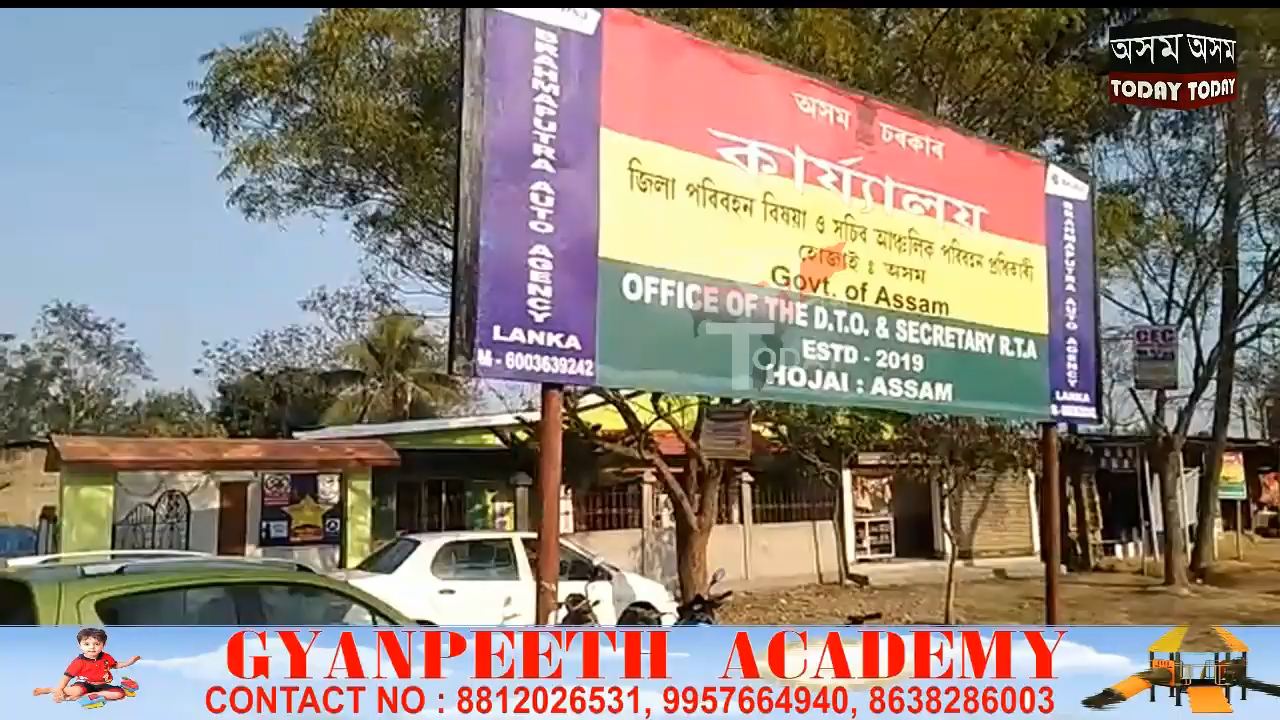 অসম অসম
TODAY TODAY
BRAHMAPUTRA AUTO AGENCY
LANKA
M - 6003639242
অসম চৰকাৰ
কাৰ্য্যালয়
জিলা পৰিবহন বিষয়া ও সচিব আঞ্চলিক পৰিবহন প্ৰধিকাৰী
হোজাই : অসম
Govt. of Assam
OFFICE OF THE D.T.O. & SECRETARY R.T.A
ESTD - 2019
HOJAI : ASSAM
BRAHMAPUTRA AUTO AGENCY
LANKA
CEC
GYANPEETH ACADEMY
CONTACT NO : 8812026531, 9957664940, 8638286003